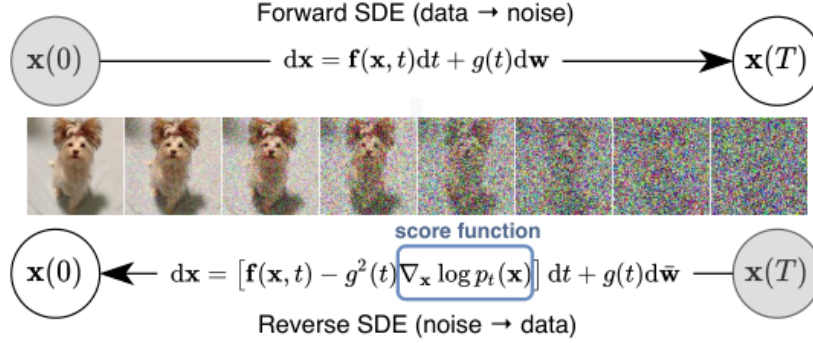 Forward SDE (data → noise)
x(0) dx = f(x, t)dt + g(t)dw x(T)
score function
x(0) dx = [f(x, t) − g²(t)∇ₓ log pₜ(x)] dt + g(t)dw̄ x(T)
Reverse SDE (noise → data)